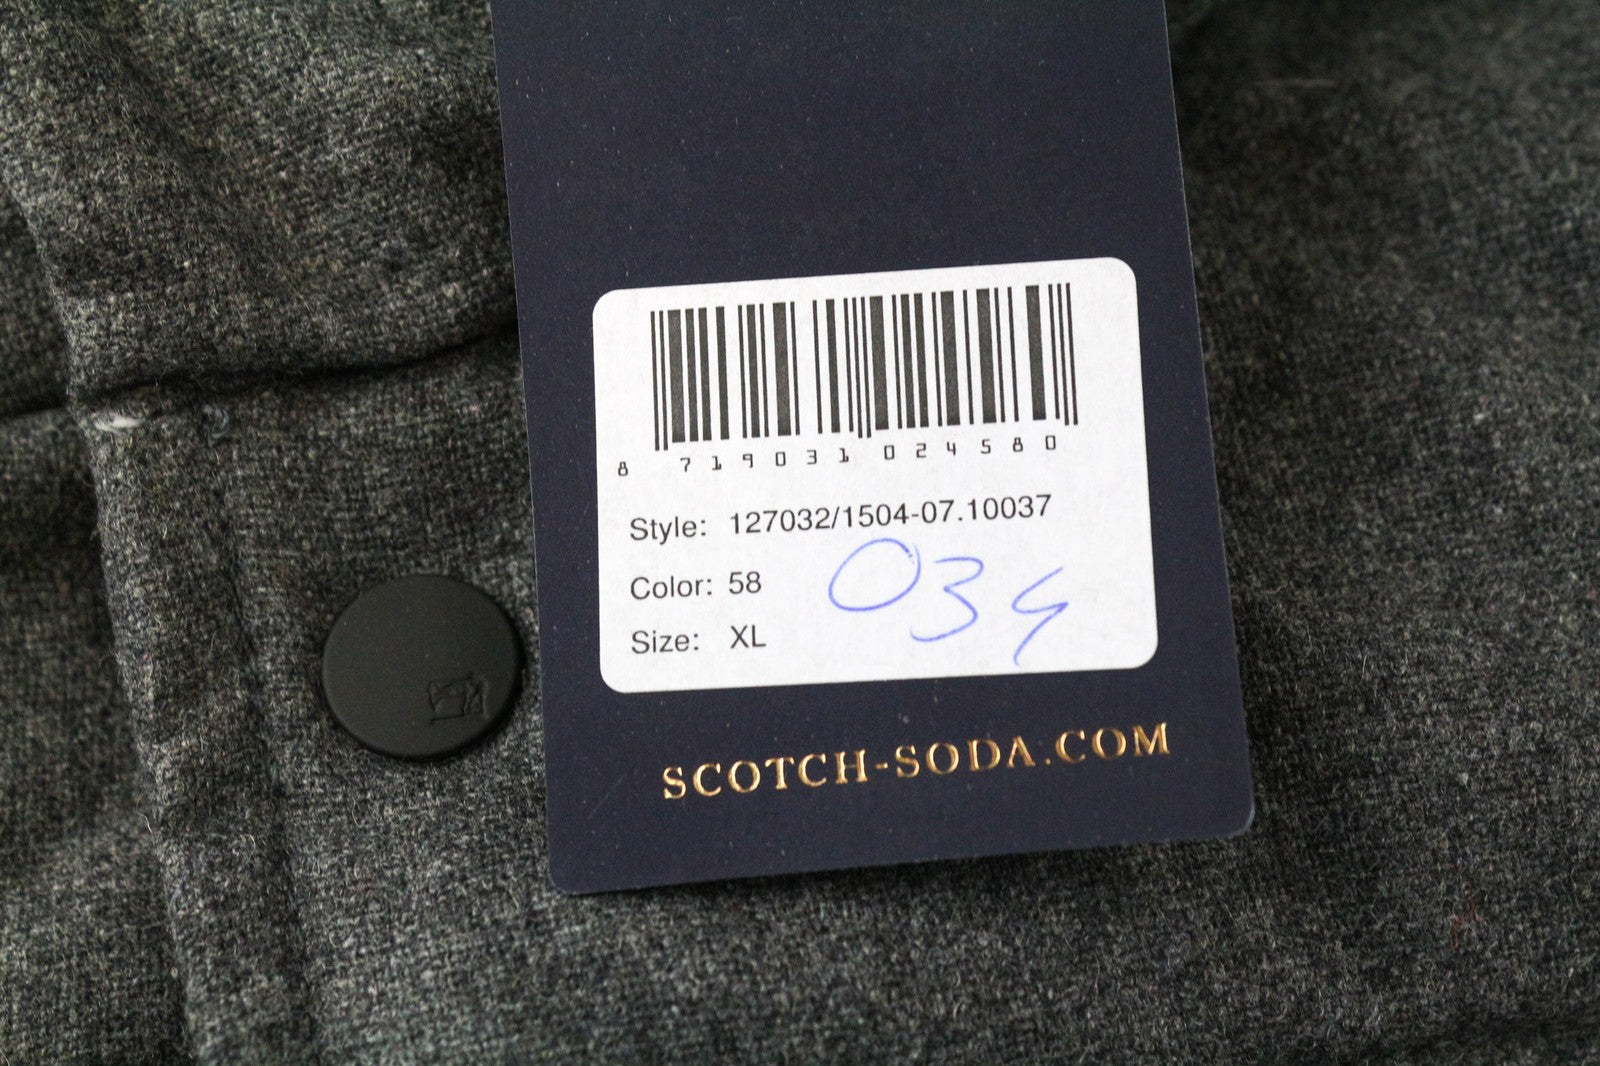 8 719031 024580
Style: 127032/1504-07.10037
Color: 58
034
Size: XL
SCOTCH-SODA.COM